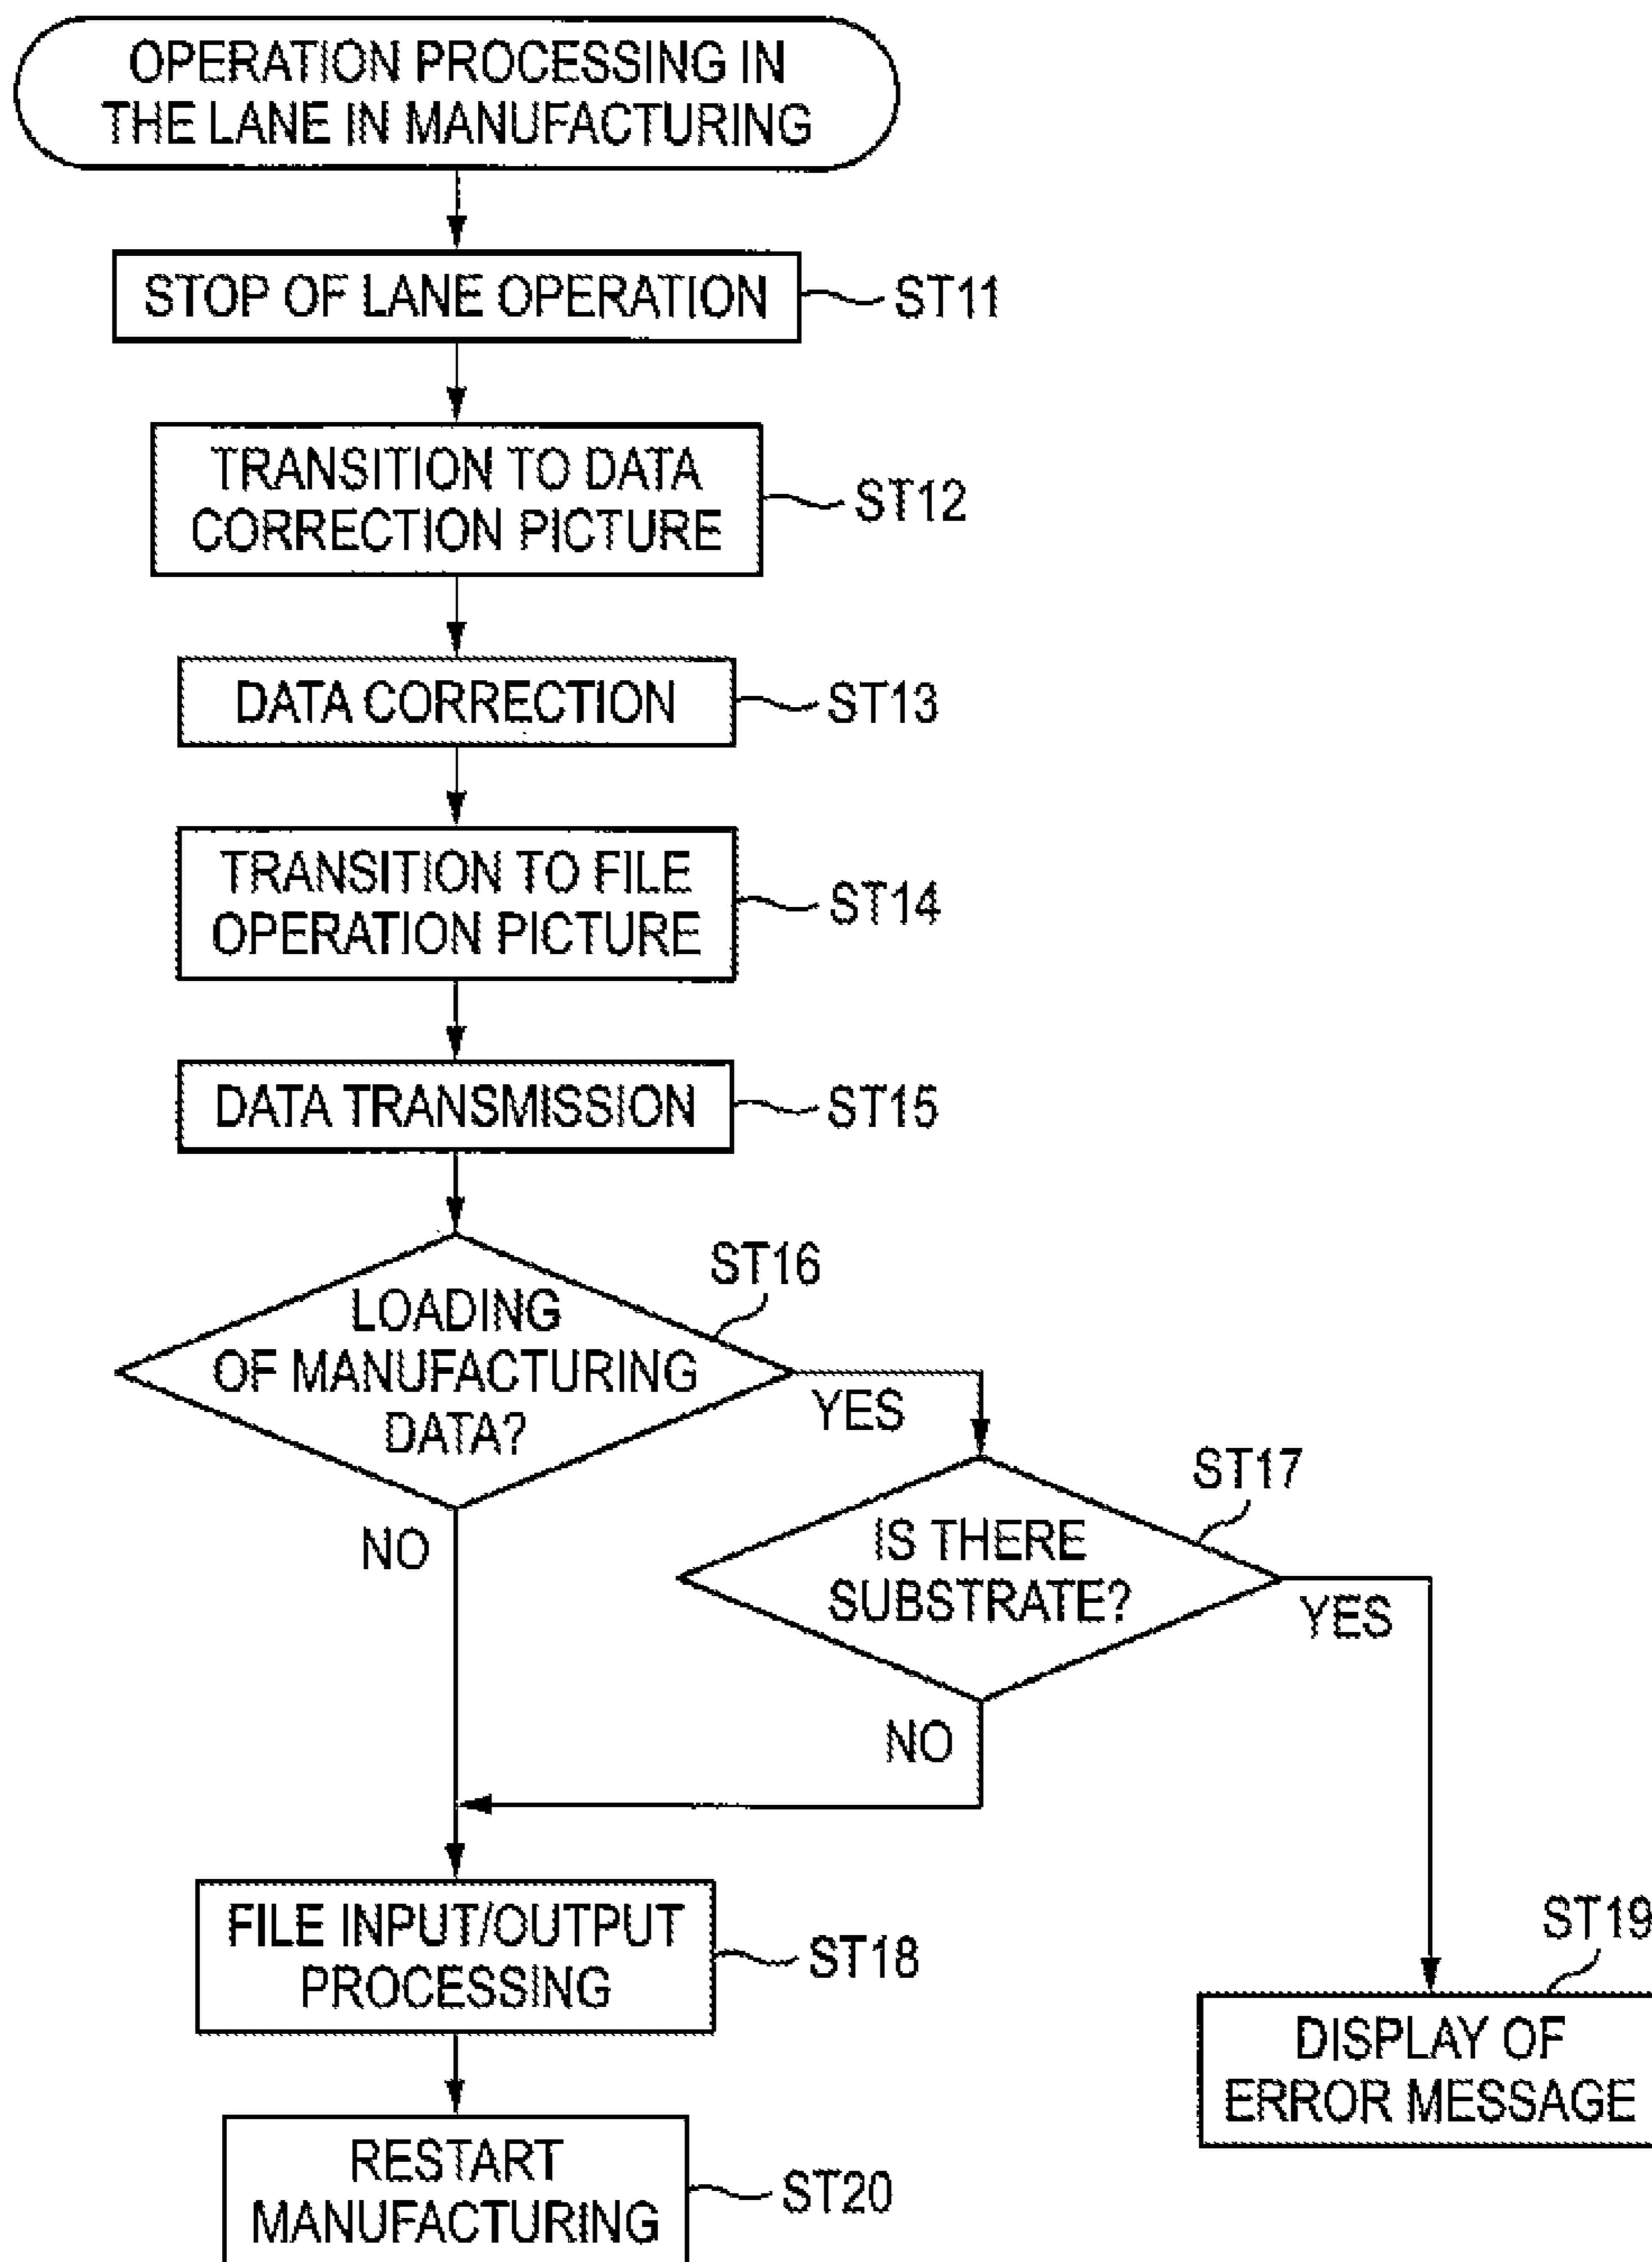 OPERATION PROCESSING IN
THE LANE IN MANUFACTURING
STOP OF LANE OPERATION
ST11
TRANSITION TO DATA
CORRECTION PICTURE
ST12
DATA CORRECTION
ST13
TRANSITION TO FILE
OPERATION PICTURE
ST14
DATA TRANSMISSION
ST15
ST16
LOADING
OF MANUFACTURING
DATA?
YES
NO
ST17
IS THERE
SUBSTRATE?
YES
NO
FILE INPUT/OUTPUT
PROCESSING
ST18
ST19
DISPLAY OF
ERROR MESSAGE
RESTART
MANUFACTURING
ST20